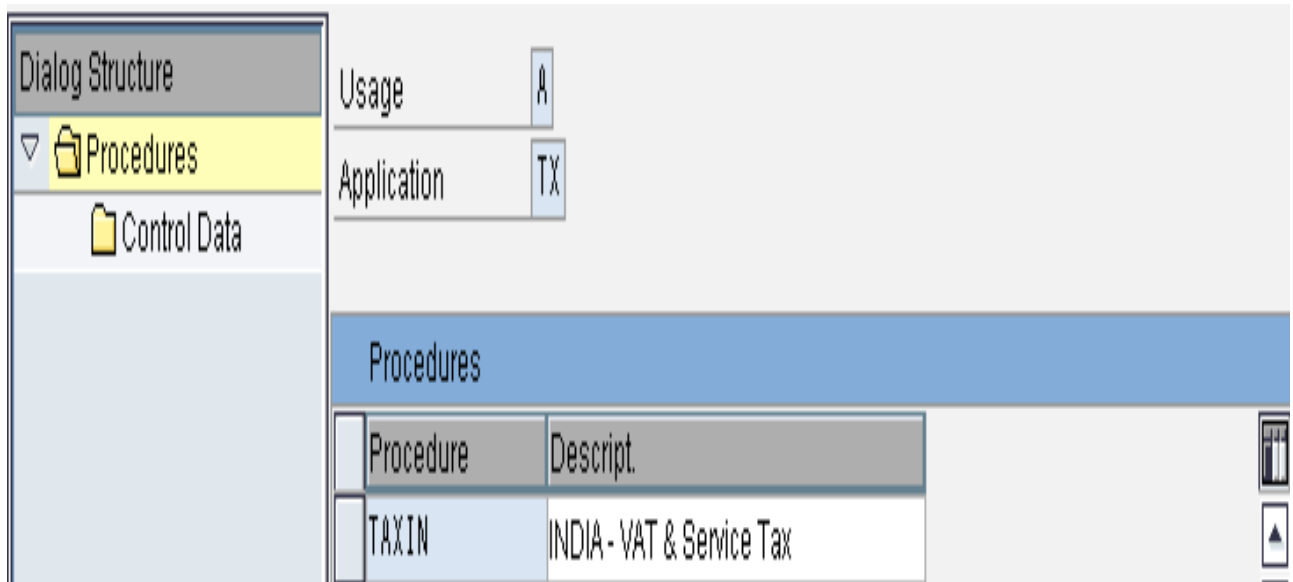 Dialog Structure
Procedures
Control Data
Usage A
Application TX
Procedures
Procedure Descript.
TAXIN INDIA - VAT & Service Tax